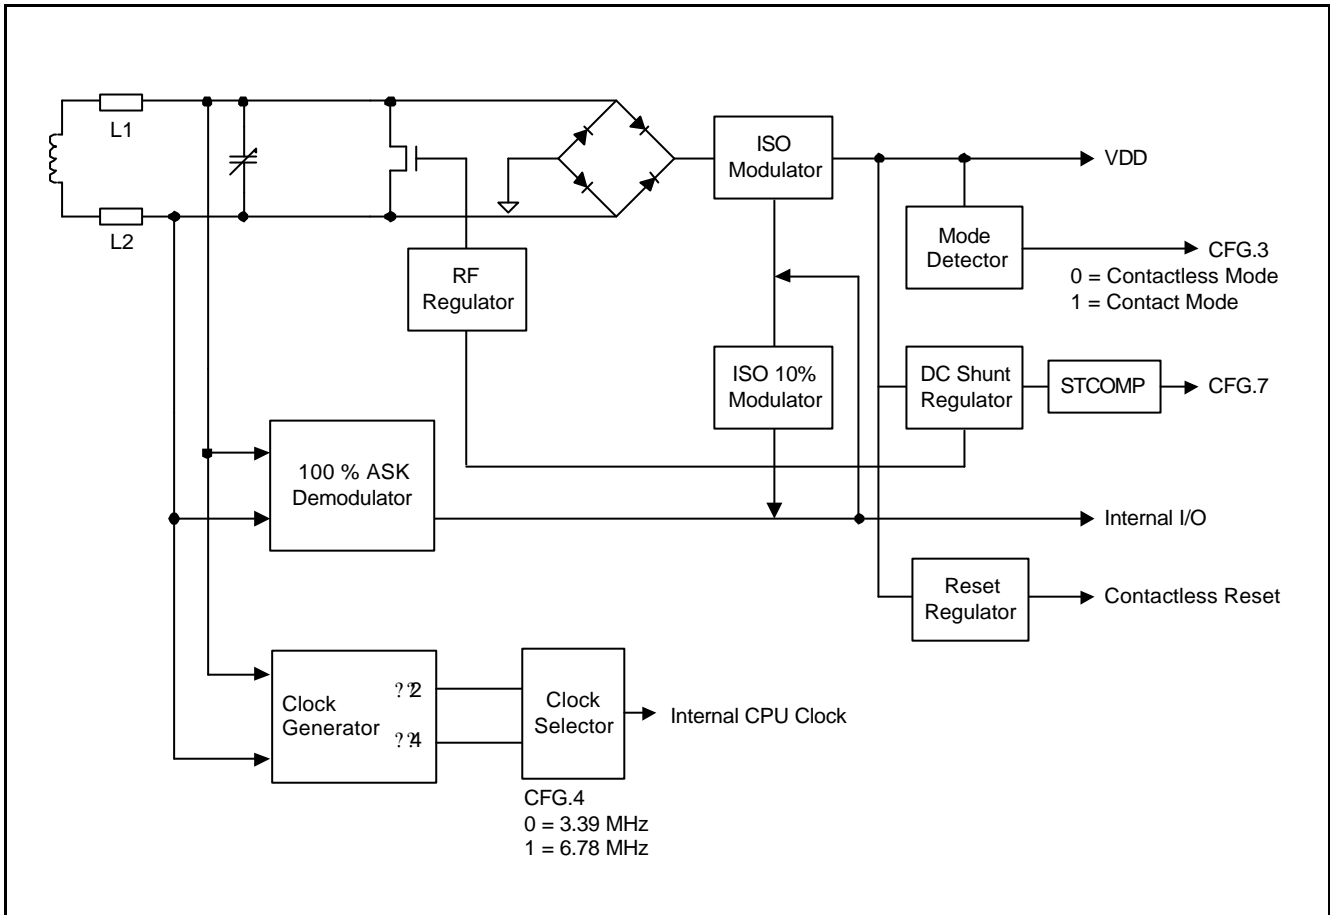 L1
L2
ISO
Modulator
VDD
Mode
Detector
CFG.3
0 = Contactless Mode
1 = Contact Mode
RF
Regulator
ISO 10%
Modulator
DC Shunt
Regulator
STCOMP
CFG.7
100 % ASK
Demodulator
Internal I/O
Reset
Regulator
Contactless Reset
Clock
Generator
??2
??4
Clock
Selector
Internal CPU Clock
CFG.4
0 = 3.39 MHz
1 = 6.78 MHz